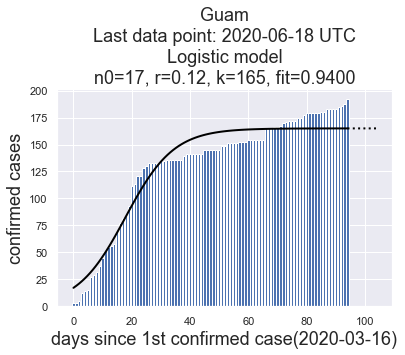 Guam
Last data point: 2020-06-18 UTC
Logistic model
n0=17, r=0.12, k=165, fit=0.9400
200
175
150
125
100
75
50
25
0
confirmed cases
0 20 40 60 80 100
days since 1st confirmed case(2020-03-16)